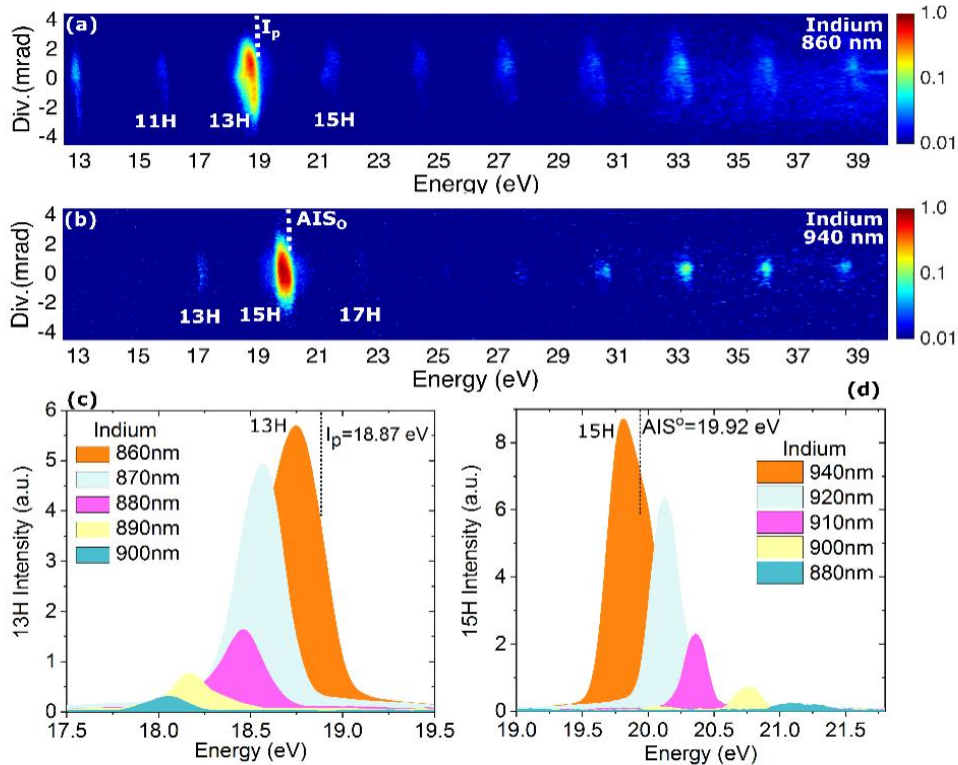 (a)
Ip
Indium
860 nm
11H 13H 15H
Div.(mrad)
4
2
0
-2
-4
13 15 17 19 21 23 25 27 29 31 33 35 37 39
Energy (eV)
1.0
0.1
0.01
(b)
AISo
Indium
940 nm
13H 15H 17H
Div.(mrad)
4
2
0
-2
-4
13 15 17 19 21 23 25 27 29 31 33 35 37 39
Energy (eV)
1.0
0.1
0.01
(c)
13H
Ip=18.87 eV
Indium
860nm
870nm
880nm
890nm
900nm
13H Intensity (a.u.)
6
5
4
3
2
1
0
17.5 18.0 18.5 19.0 19.5
Energy (eV)
(d)
15H
AISº=19.92 eV
Indium
940nm
920nm
910nm
900nm
880nm
15H Intensity (a.u.)
8
6
4
2
0
19.0 19.5 20.0 20.5 21.0 21.5
Energy (eV)